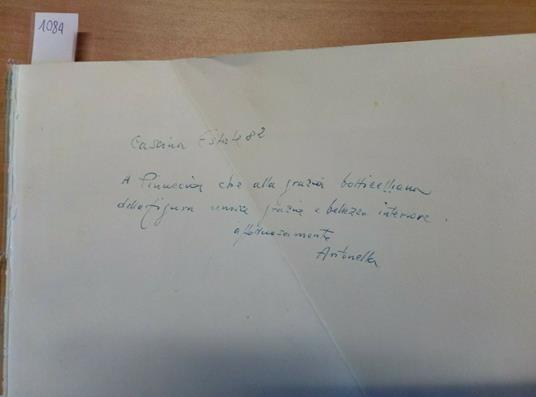 1084
Cascina Estate 82
A Pinuccia che alla grazia botticelliana
della figura unisce grazia e bellezza interiore.
affettuosamente
Antonella